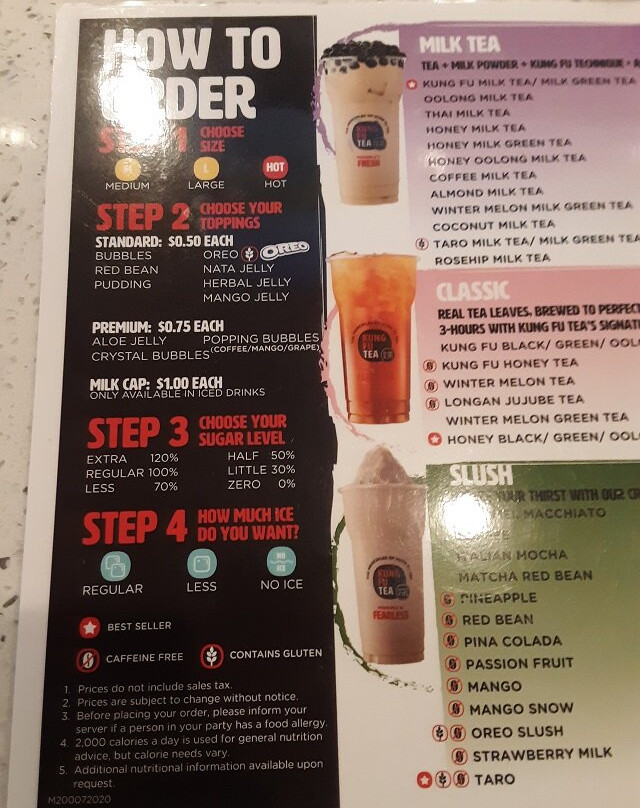 HOW TO
ORDER
STEP 1 CHOOSE
SIZE
M L HOT
MEDIUM LARGE HOT
STEP 2 CHOOSE YOUR
TOPPINGS
STANDARD: $0.50 EACH
BUBBLES
RED BEAN
PUDDING
OREO OREO
NATA JELLY
HERBAL JELLY
MANGO JELLY
PREMIUM: $0.75 EACH
ALOE JELLY
CRYSTAL BUBBLES
POPPING BUBBLES
(COFFEE/MANGO/GRAPE)
MILK CAP: $1.00 EACH
ONLY AVAILABLE IN ICED DRINKS
STEP 3 CHOOSE YOUR
SUGAR LEVEL
EXTRA 120%
REGULAR 100%
LESS 70%
HALF 50%
LITTLE 30%
ZERO 0%
STEP 4 HOW MUCH ICE
DO YOU WANT?
NO
ICE
REGULAR LESS NO ICE
BEST SELLER
CAFFEINE FREE CONTAINS GLUTEN
1. Prices do not include sales tax.
2. Prices are subject to change without notice.
3. Before placing your order, please inform your
server if a person in your party has a food allergy.
4. 2,000 calories a day is used for general nutrition
advice, but calorie needs vary.
5. Additional nutritional information available upon
request.
M200072020
KUNG
FU
TEA
FRESH
MILK TEA
TEA + MILK POWDER + KUNG FU TECHNIQUE
KUNG FU MILK TEA/ MILK GREEN TEA
OOLONG MILK TEA
THAI MILK TEA
HONEY MILK TEA
HONEY MILK GREEN TEA
HONEY OOLONG MILK TEA
COFFEE MILK TEA
ALMOND MILK TEA
WINTER MELON MILK GREEN TEA
COCONUT MILK TEA
TARO MILK TEA/ MILK GREEN TEA
ROSEHIP MILK TEA
KUNG
FU
TEA
CLASSIC
REAL TEA LEAVES, BREWED TO PERFECT
3-HOURS WITH KUNG FU TEA'S SIGNAT
KUNG FU BLACK/ GREEN/ OOL
KUNG FU HONEY TEA
WINTER MELON TEA
LONGAN JUJUBE TEA
WINTER MELON GREEN TEA
HONEY BLACK/ GREEN/ OOL
KUNG
FU
TEA
FEARLESS
SLUSH
YOUR THIRST WITH OUR
MACCHIATO
ITALIAN MOCHA
MATCHA RED BEAN
PINEAPPLE
RED BEAN
PINA COLADA
PASSION FRUIT
MANGO
MANGO SNOW
OREO SLUSH
STRAWBERRY MILK
TARO